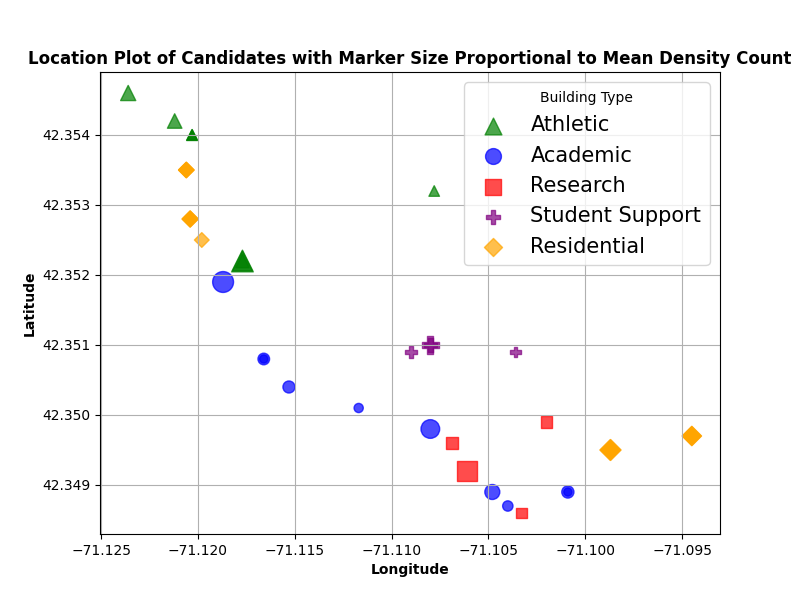 Location Plot of Candidates with Marker Size Proportional to Mean Density Count
Building Type
Athletic
Academic
Research
Student Support
Residential
42.354
42.353
42.352
42.351
42.350
42.349
Latitude
−71.125 −71.120 −71.115 −71.110 −71.105 −71.100 −71.095
Longitude